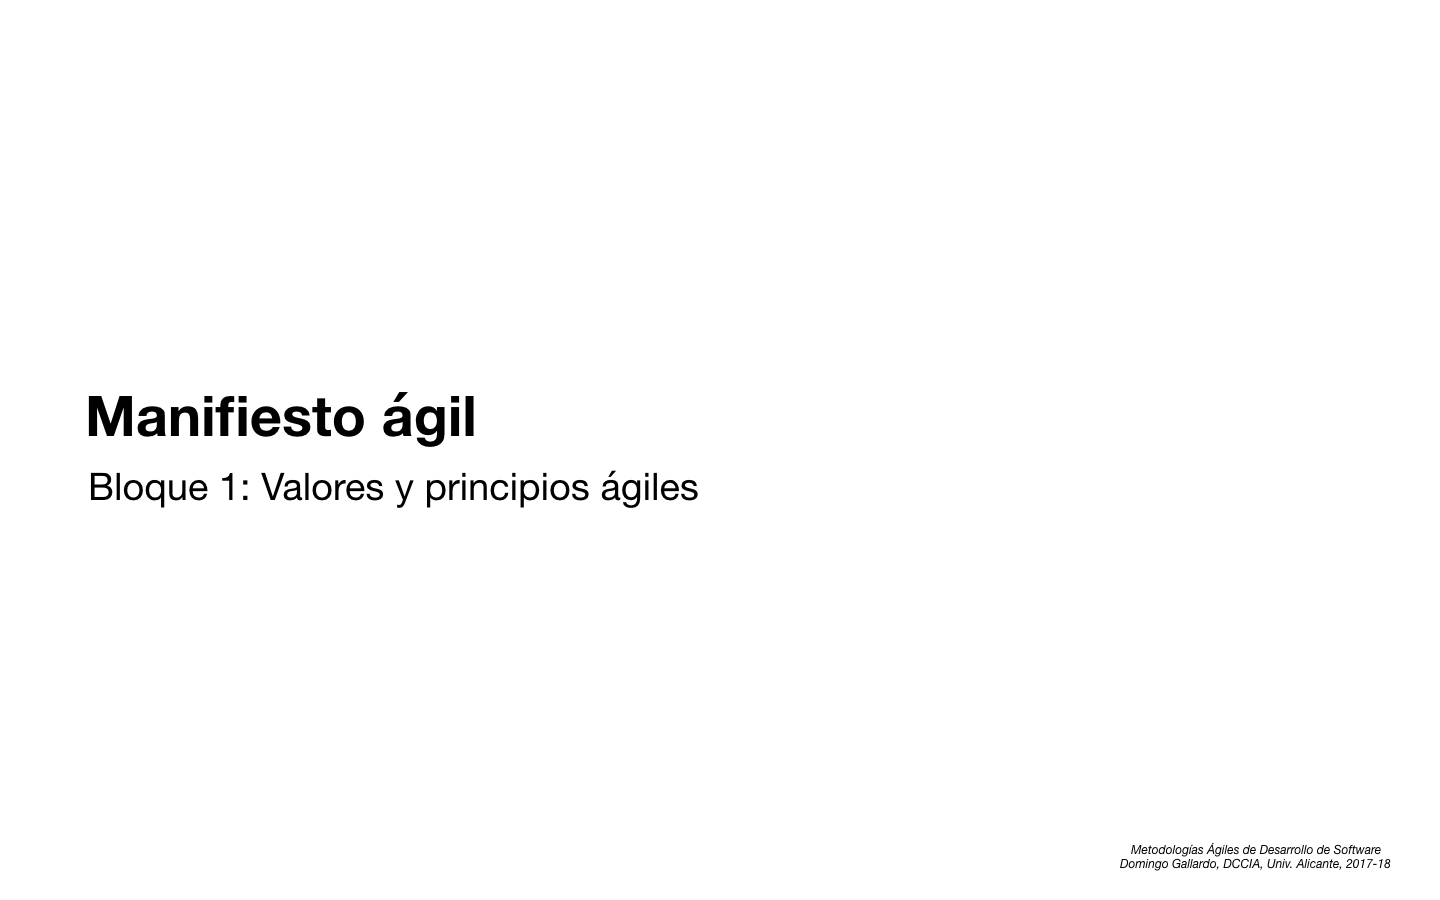 Manifiesto ágil
Bloque 1: Valores y principios ágiles
Metodologías Ágiles de Desarrollo de Software
Domingo Gallardo, DCCIA, Univ. Alicante, 2017-18